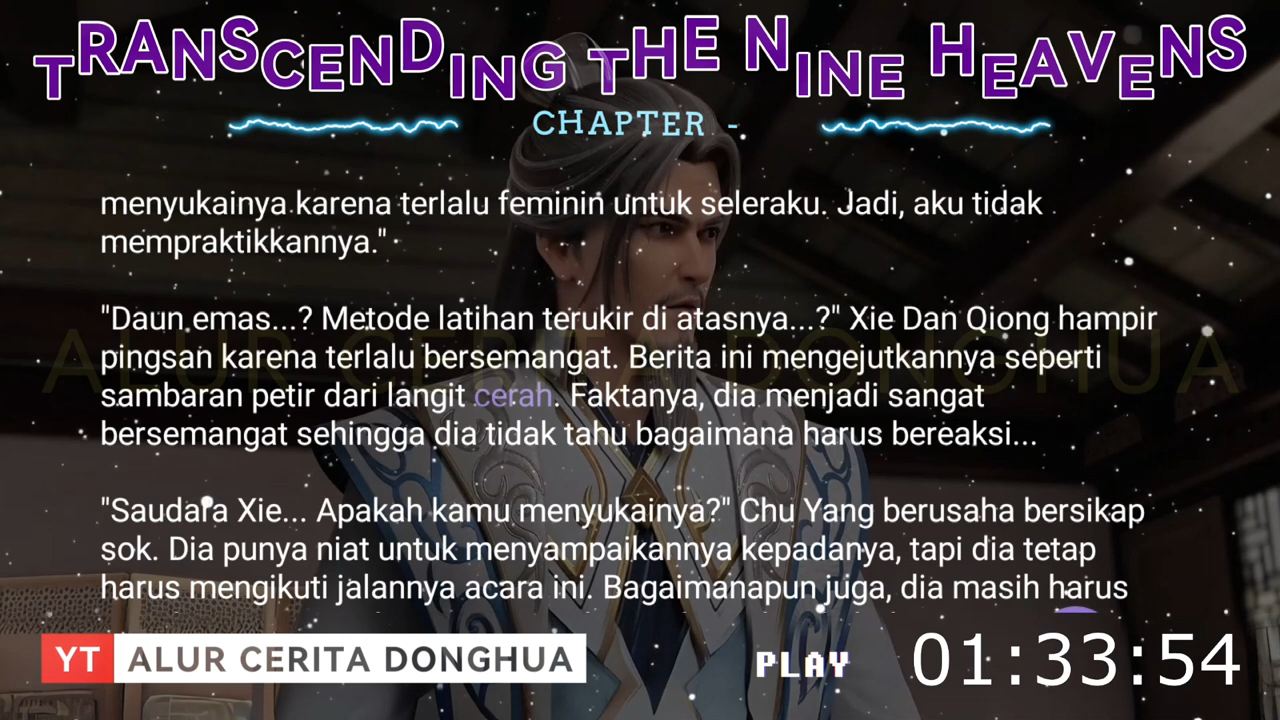 TRANSCENDING THE NINE HEAVENS
CHAPTER -
menyukainya karena terlalu feminin untuk seleraku. Jadi, aku tidak
mempraktikkannya."
"Daun emas...? Metode latihan terukir di atasnya...?" Xie Dan Qiong hampir
pingsan karena terlalu bersemangat. Berita ini mengejutkannya seperti
sambaran petir dari langit cerah. Faktanya, dia menjadi sangat
bersemangat sehingga dia tidak tahu bagaimana harus bereaksi...
"Saudara Xie... Apakah kamu menyukainya?" Chu Yang berusaha bersikap
sok. Dia punya niat untuk menyampaikannya kepadanya, tapi dia tetap
harus mengikuti jalannya acara ini. Bagaimanapun juga, dia masih harus
ALUR CERITA DONGHUA
YT ALUR CERITA DONGHUA
PLAY 01:33:54